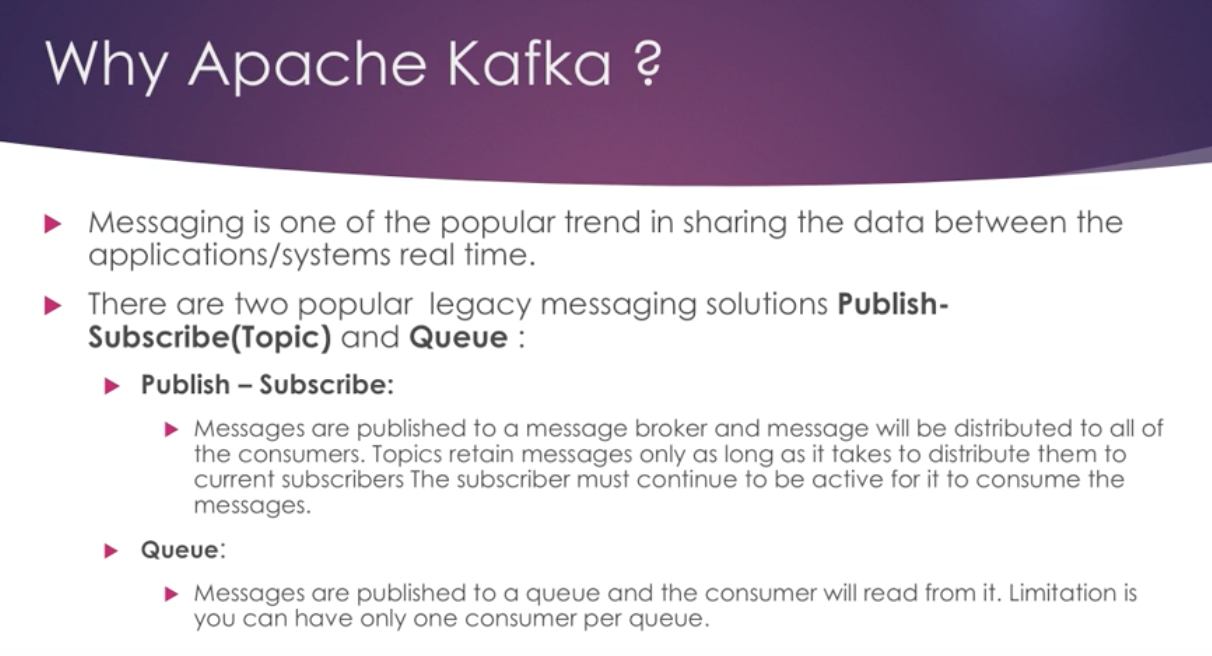 Why Apache Kafka ?
Messaging is one of the popular trend in sharing the data between the
applications/systems real time.
There are two popular  legacy messaging solutions Publish-
Subscribe(Topic) and Queue :
Publish – Subscribe:
Messages are published to a message broker and message will be distributed to all of
the consumers. Topics retain messages only as long as it takes to distribute them to
current subscribers The subscriber must continue to be active for it to consume the
messages.
Queue:
Messages are published to a queue and the consumer will read from it. Limitation is
you can have only one consumer per queue.